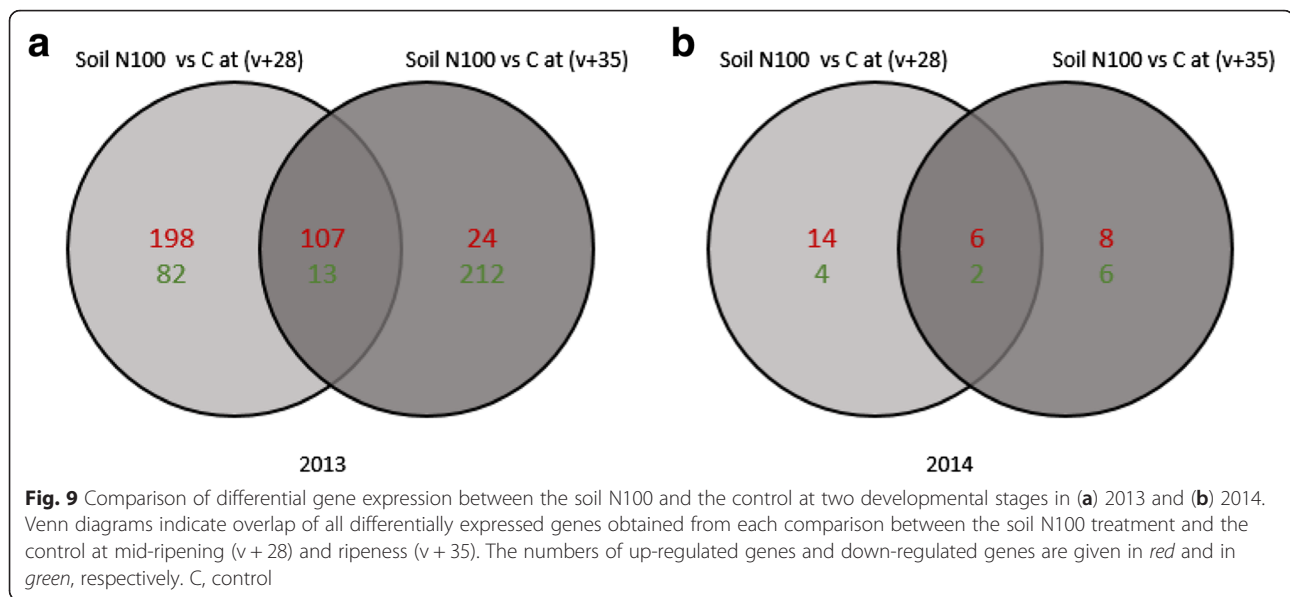 a
Soil N100 vs C at (v+28)
Soil N100 vs C at (v+35)
198
107
24
82
13
212
2013
b
Soil N100 vs C at (v+28)
Soil N100 vs C at (v+35)
14
6
8
4
2
6
2014
Fig. 9 Comparison of differential gene expression between the soil N100 and the control at two developmental stages in (a) 2013 and (b) 2014.
Venn diagrams indicate overlap of all differentially expressed genes obtained from each comparison between the soil N100 treatment and the
control at mid-ripening (v + 28) and ripeness (v + 35). The numbers of up-regulated genes and down-regulated genes are given in red and in
green, respectively. C, control